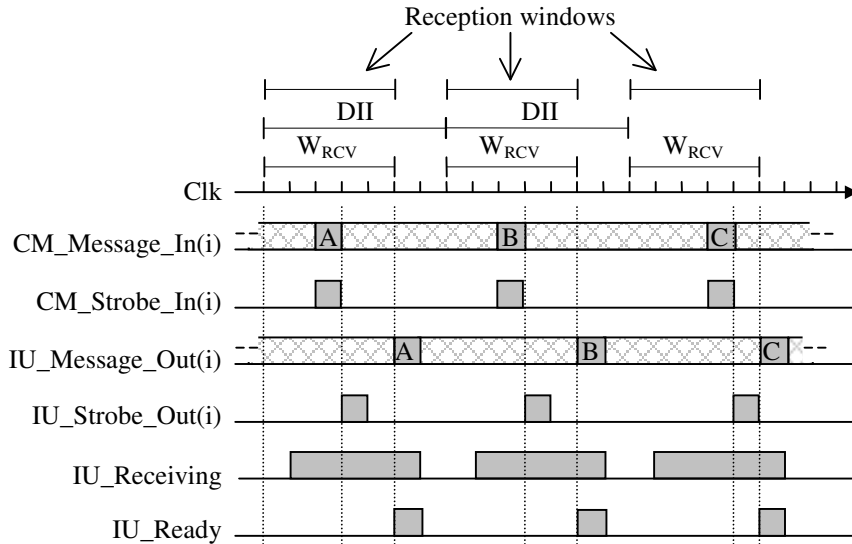 Reception windows
DII DII
W_RCV W_RCV W_RCV
Clk
CM_Message_In(i) A B C
CM_Strobe_In(i)
IU_Message_Out(i) A B C
IU_Strobe_Out(i)
IU_Receiving
IU_Ready